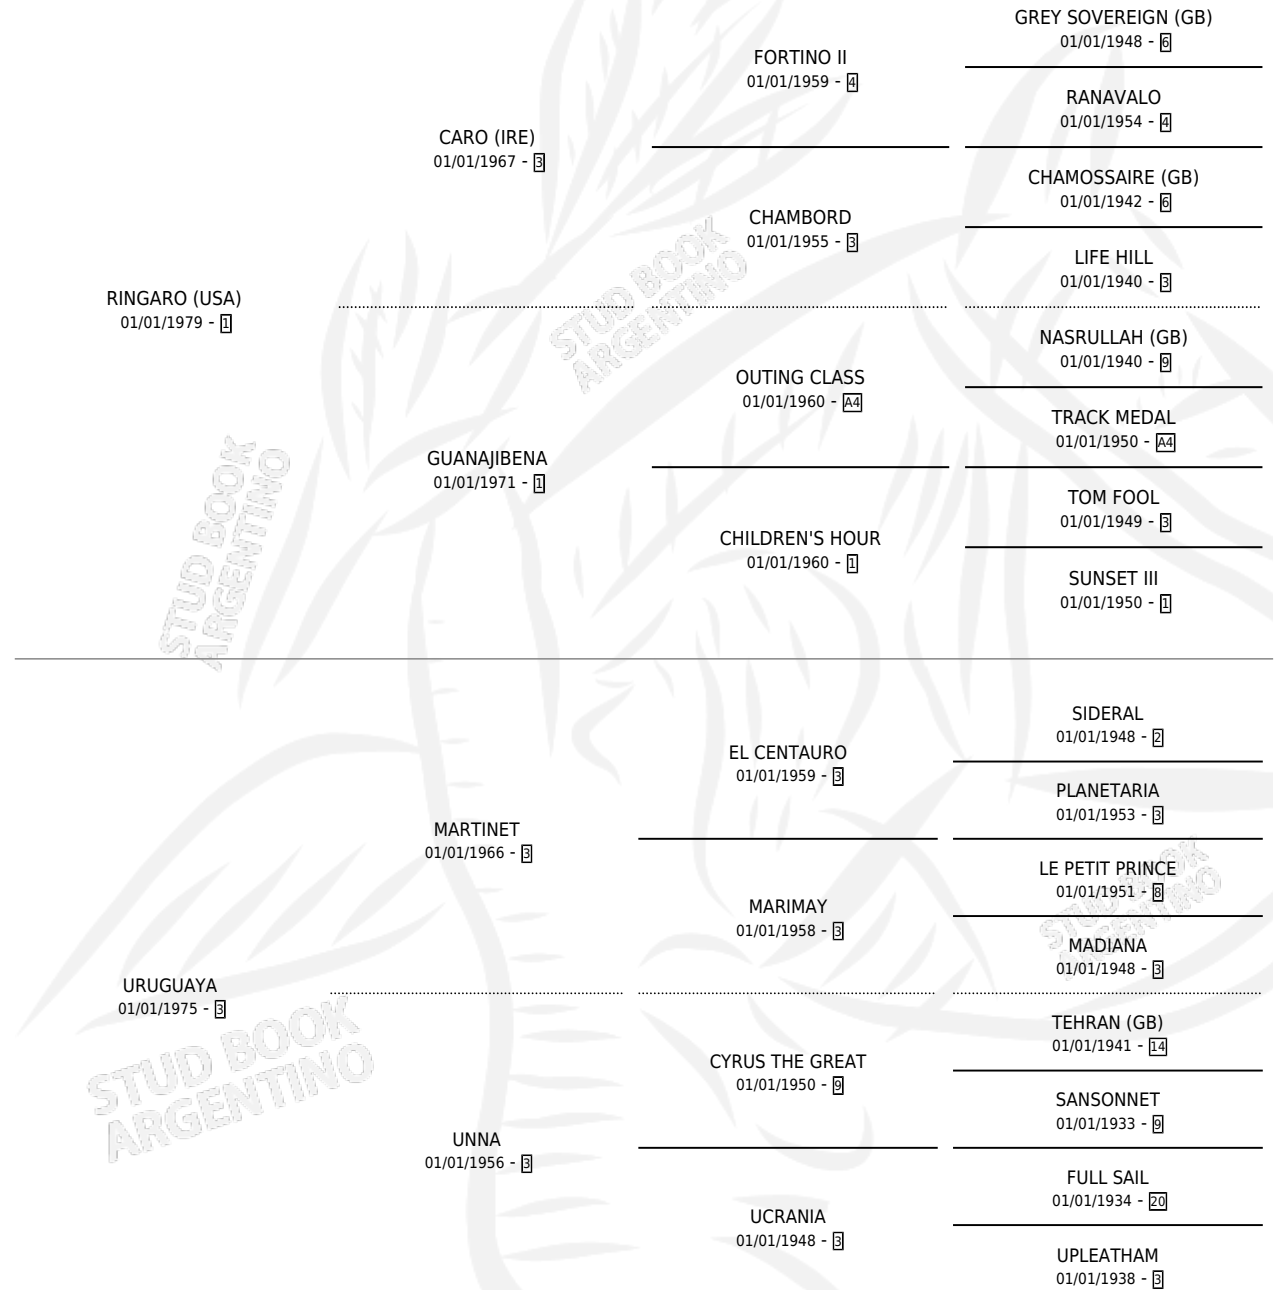 GREY SOVEREIGN (GB)
01/01/1948 - 6
FORTINO II
01/01/1959 - 4
RANAVALO
01/01/1954 - 4
CARO (IRE)
01/01/1967 - 3
CHAMOSSAIRE (GB)
01/01/1942 - 6
CHAMBORD
01/01/1955 - 3
LIFE HILL
01/01/1940 - 3
RINGARO (USA)
01/01/1979 - 1
NASRULLAH (GB)
01/01/1940 - 9
OUTING CLASS
01/01/1960 - A4
TRACK MEDAL
01/01/1950 - A4
GUANAJIBENA
01/01/1971 - 1
TOM FOOL
01/01/1949 - 3
CHILDREN'S HOUR
01/01/1960 - 1
SUNSET III
01/01/1950 - 1
SIDERAL
01/01/1948 - 2
EL CENTAURO
01/01/1959 - 3
PLANETARIA
01/01/1953 - 3
MARTINET
01/01/1966 - 3
LE PETIT PRINCE
01/01/1951 - 8
MARIMAY
01/01/1958 - 3
MADIANA
01/01/1948 - 3
URUGUAYA
01/01/1975 - 3
TEHRAN (GB)
01/01/1941 - 14
CYRUS THE GREAT
01/01/1950 - 9
SANSONNET
01/01/1933 - 9
UNNA
01/01/1956 - 3
FULL SAIL
01/01/1934 - 20
UCRANIA
01/01/1948 - 3
UPLEATHAM
01/01/1938 - 3
STUD BOOK
ARGENTINO
STUD BOOK
ARGENTINO
STUD BOOK
ARGENTINO
STUD BOOK
ARGENTINO